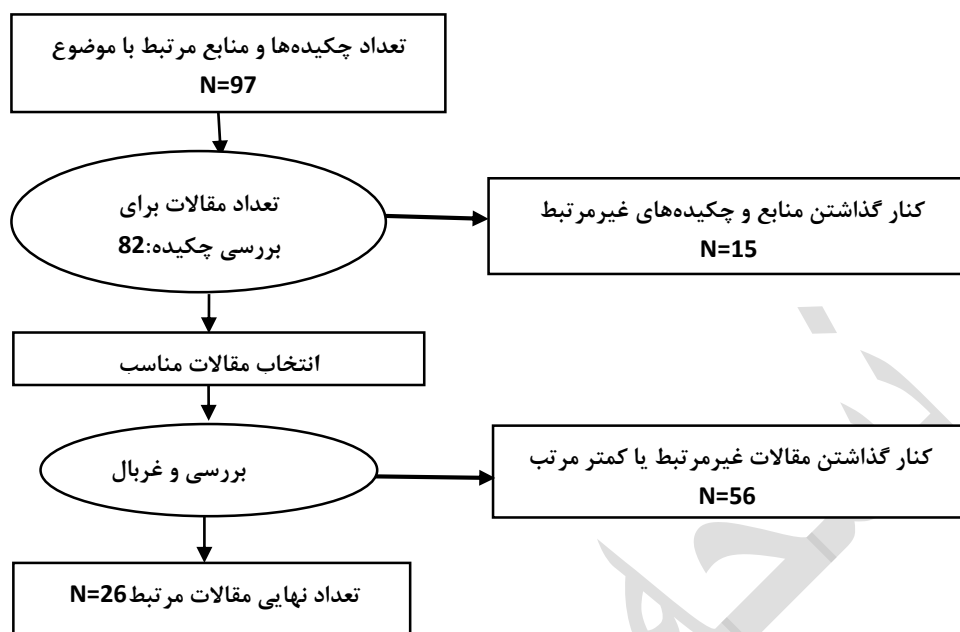 تعداد چکیده‌ها و منابع مرتبط با موضوع
N=97
تعداد مقالات برای
بررسی چکیده:82
کنار گذاشتن منابع و چکیده‌های غیرمرتبط
N=15
انتخاب مقالات مناسب
بررسی و غربال
کنار گذاشتن مقالات غیرمرتبط یا کمتر مرتب
N=56
تعداد نهایی مقالات مرتبط N=26